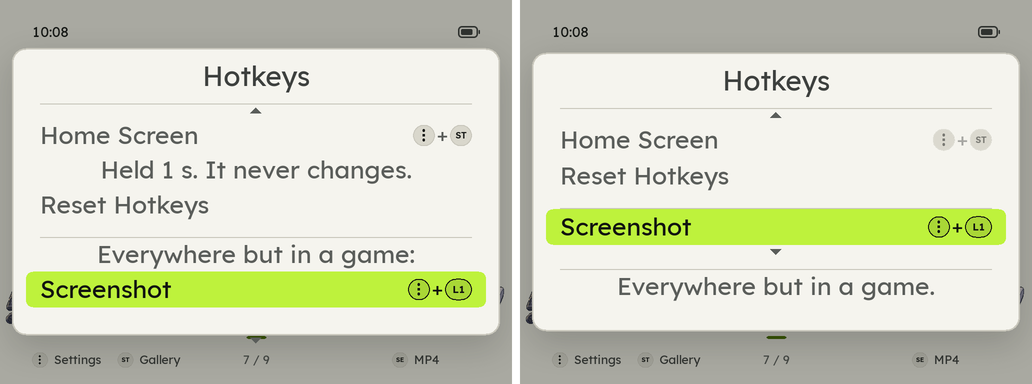 10:08
Hotkeys
Home Screen ⋮ + ST
Held 1 s. It never changes.
Reset Hotkeys
Everywhere but in a game:
Screenshot ⋮ + L1
⋮ Settings ST Gallery 7 / 9 SE MP4
10:08
Hotkeys
Home Screen ⋮ + ST
Reset Hotkeys
Screenshot ⋮ + L1
Everywhere but in a game.
⋮ Settings ST Gallery 7 / 9 SE MP4